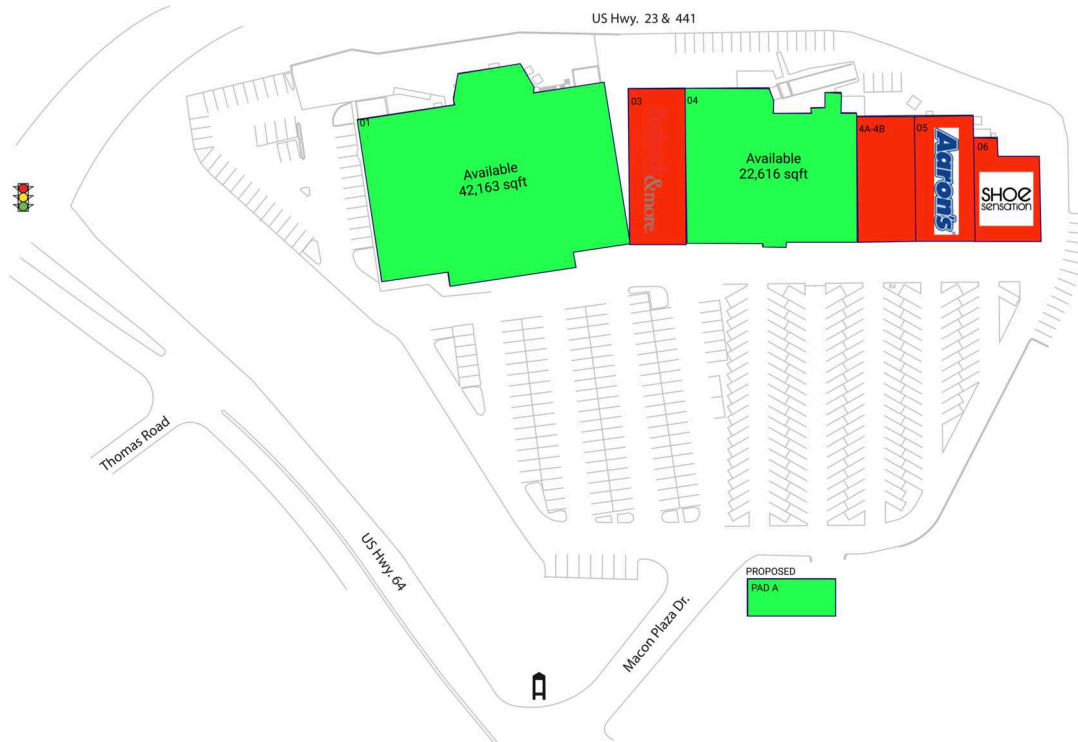 US Hwy. 23 & 441
01
Available
42,163 sqft
03
&more
04
Available
22,616 sqft
4A-4B
05
Aaron's
06
SHOE
sensation
Thomas Road
US Hwy. 64
Macon Plaza Dr.
PROPOSED
PAD A